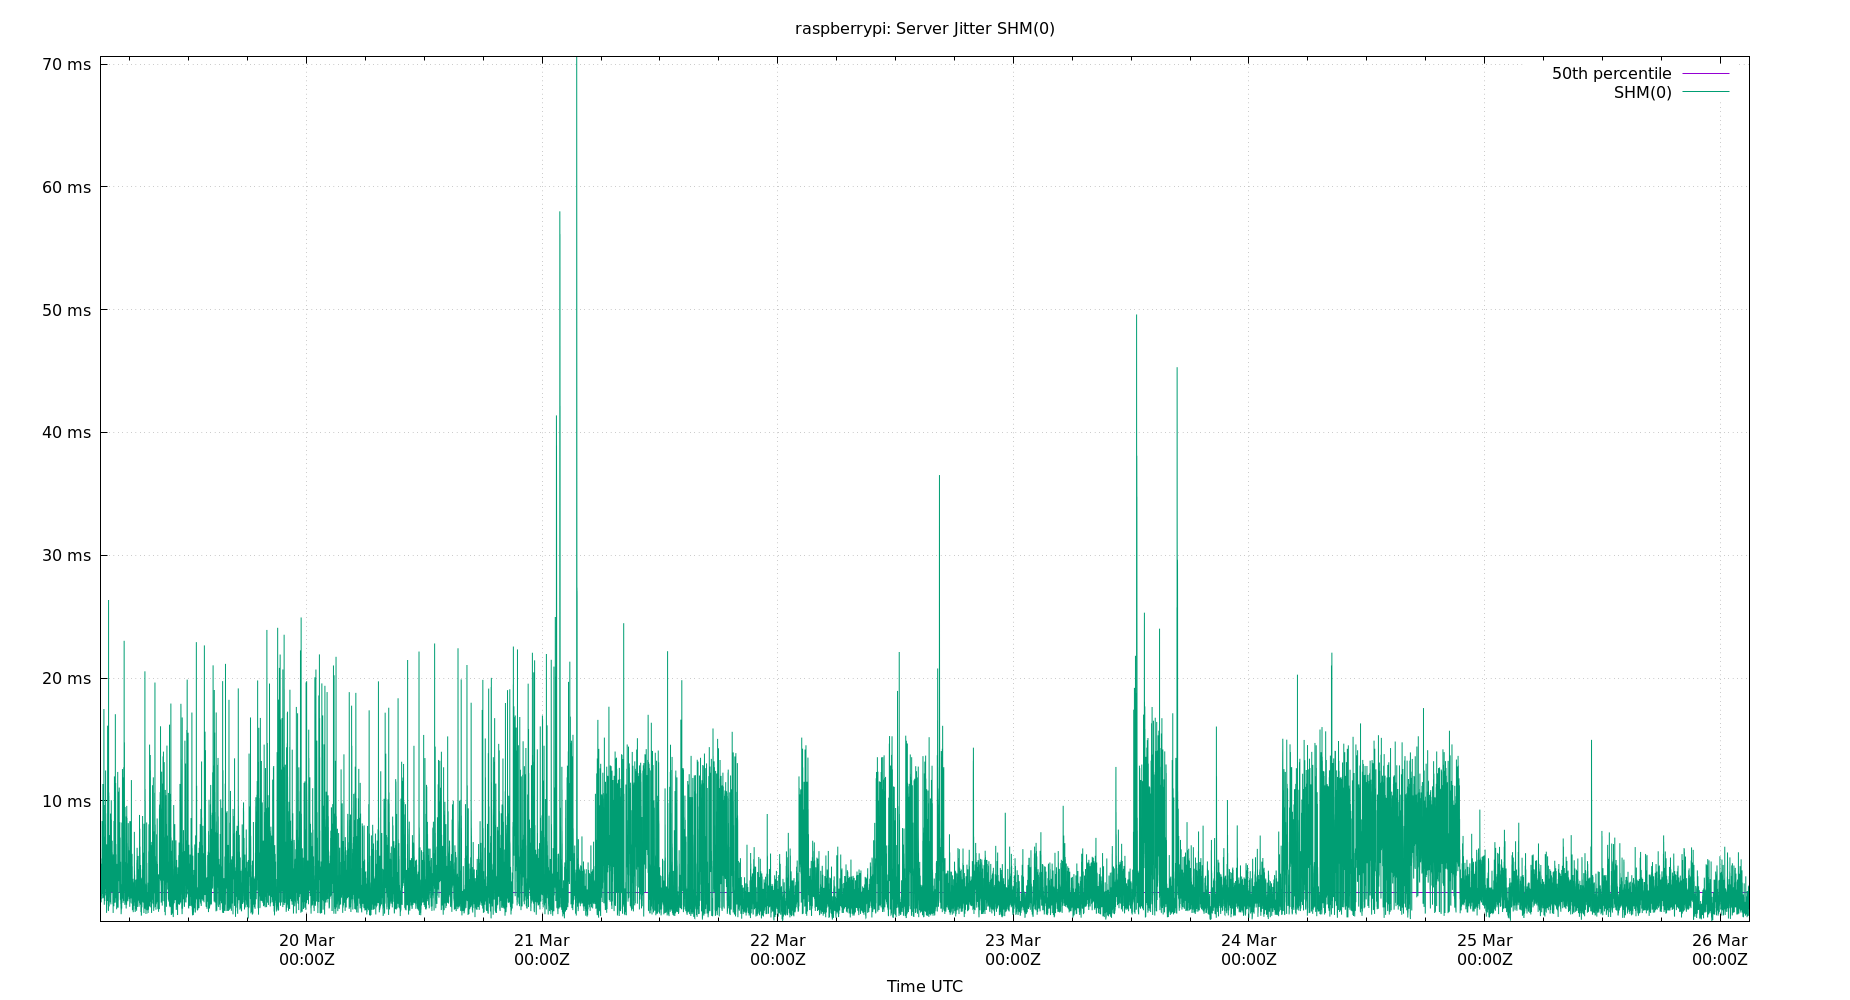 raspberrypi: Server Jitter SHM(0)
70 ms
60 ms
50 ms
40 ms
30 ms
20 ms
10 ms
50th percentile
SHM(0)
20 Mar
00:00Z
21 Mar
00:00Z
22 Mar
00:00Z
23 Mar
00:00Z
24 Mar
00:00Z
25 Mar
00:00Z
26 Mar
00:00Z
Time UTC